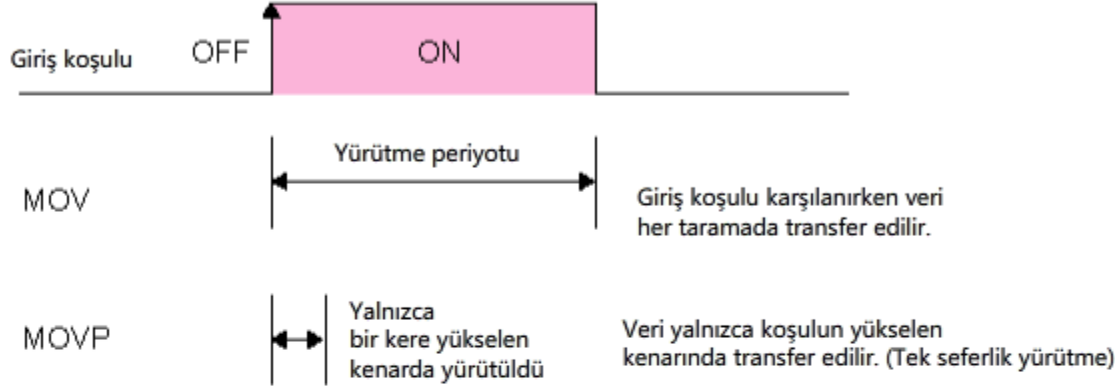 Giriş koşulu
OFF
ON
Yürütme periyotu
MOV
Giriş koşulu karşılanırken veri
her taramada transfer edilir.
MOVP
Yalnızca
bir kere yükselen
kenarda yürütüldü
Veri yalnızca koşulun yükselen
kenarında transfer edilir. (Tek seferlik yürütme)